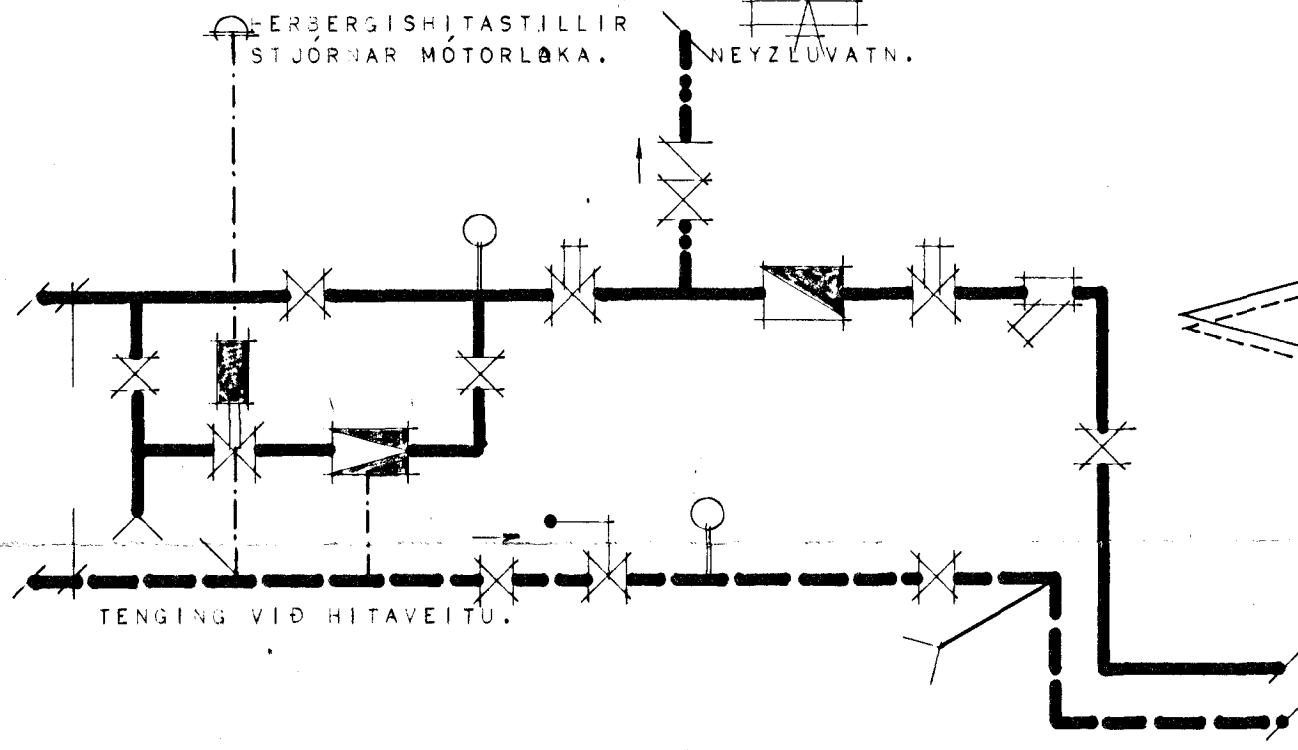 HERBERGISHITASTILLIR
STJÓRNAR MÓTORLOKA.
NEYZLUVATN.
TENGING VIÐ HITAVEITU.